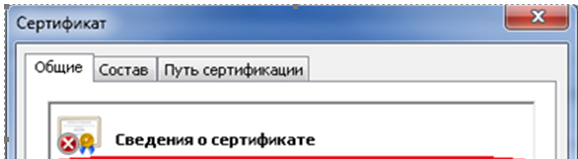 Сертификат
Общие Состав Путь сертификации
Сведения о сертификате